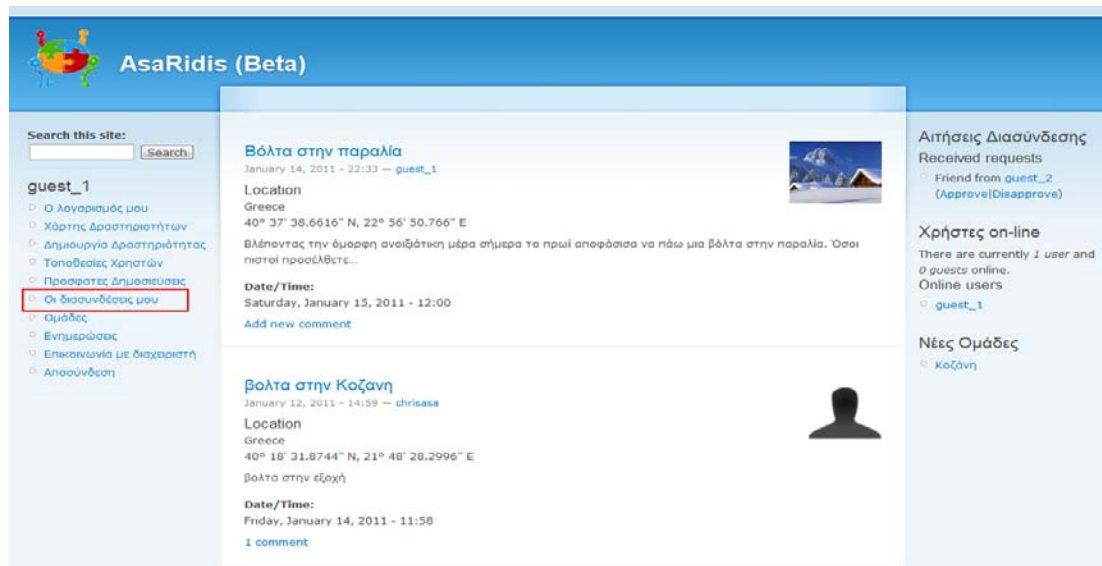 AsaRidis (Beta)
Search this site:
Search
guest_1
Ο λογαρισμός μου
Χάρτης Δραστηριοτήτων
Δημιουργία Δραστηριότητας
Τοποθεσίες Χρηστών
Προσφατες Δημοσιεύσεις
Οι διασυνδέσεις μου
Ομάδες
Ενημερώσεις
Επικοινωνία με διαχειριστή
Αποσύνδεση
Βόλτα στην παραλία
January 14, 2011 - 22:33 — guest_1
Location
Greece
40° 37' 38.6616" N, 22° 56' 50.766" E
Βλέποντας την όμορφη ανοιξιάτικη μέρα σήμερα το πρωί αποφάσισα να πάω μια βόλτα στην παραλία. Όσοι
πιστοί προσέλθετε...
Date/Time:
Saturday, January 15, 2011 - 12:00
Add new comment
βολτα στην Κοζανη
January 12, 2011 - 14:59 — chrisasa
Location
Greece
40° 18' 31.8744" N, 21° 48' 28.2996" E
βολτα στην εξοχή
Date/Time:
Friday, January 14, 2011 - 11:58
1 comment
Αιτήσεις Διασύνδεσης
Received requests
Friend from guest_2
(Approve|Disapprove)
Χρήστες on-line
There are currently 1 user and
0 guests online.
Online users
guest_1
Νέες Ομάδες
Κοζάνη